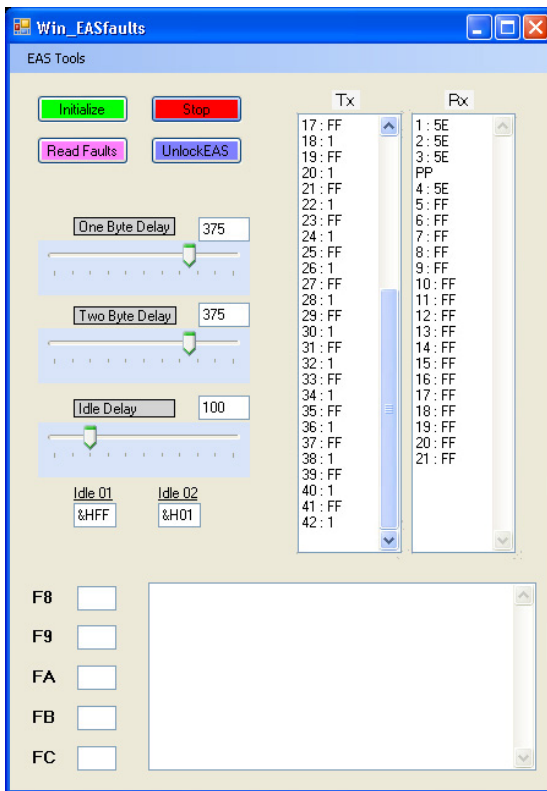 Win_EASfaults
EAS Tools
Initialize
Stop
Read Faults
UnlockEAS
One Byte Delay 375
Two Byte Delay 375
Idle Delay 100
Idle 01
Idle 02
&HFF
&H01
Tx
17 : FF
18 : 1
19 : FF
20 : 1
21 : FF
22 : 1
23 : FF
24 : 1
25 : FF
26 : 1
27 : FF
28 : 1
29 : FF
30 : 1
31 : FF
32 : 1
33 : FF
34 : 1
35 : FF
36 : 1
37 : FF
38 : 1
39 : FF
40 : 1
41 : FF
42 : 1
Rx
1 : 5E
2 : 5E
3 : 5E
PP
4 : 5E
5 : FF
6 : FF
7 : FF
8 : FF
9 : FF
10 : FF
11 : FF
12 : FF
13 : FF
14 : FF
15 : FF
16 : FF
17 : FF
18 : FF
19 : FF
20 : FF
21 : FF
F8
F9
FA
FB
FC